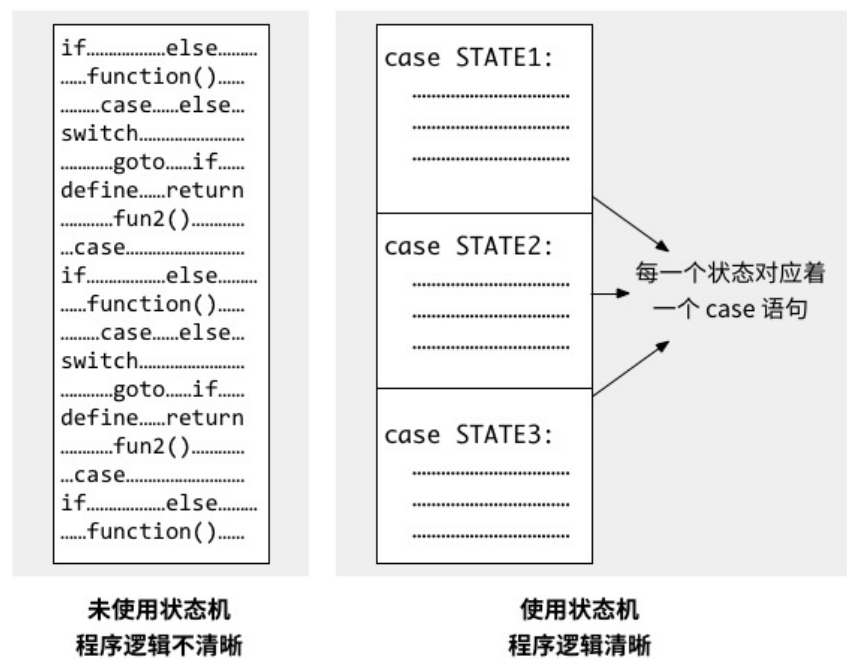 if………………else………
……function()……
………case……else…
switch……………………
…………goto……if……
define……return
…………fun2()…………
…case………………………
if………………else………
……function()……
………case……else…
switch……………………
…………goto……if……
define……return
…………fun2()…………
…case………………………
if………………else………
……function()……
未使用状态机
程序逻辑不清晰
case STATE1:
………………………………
………………………………
………………………………
case STATE2:
………………………………
………………………………
………………………………
case STATE3:
………………………………
………………………………
………………………………
每一个状态对应着
一个 case 语句
使用状态机
程序逻辑清晰